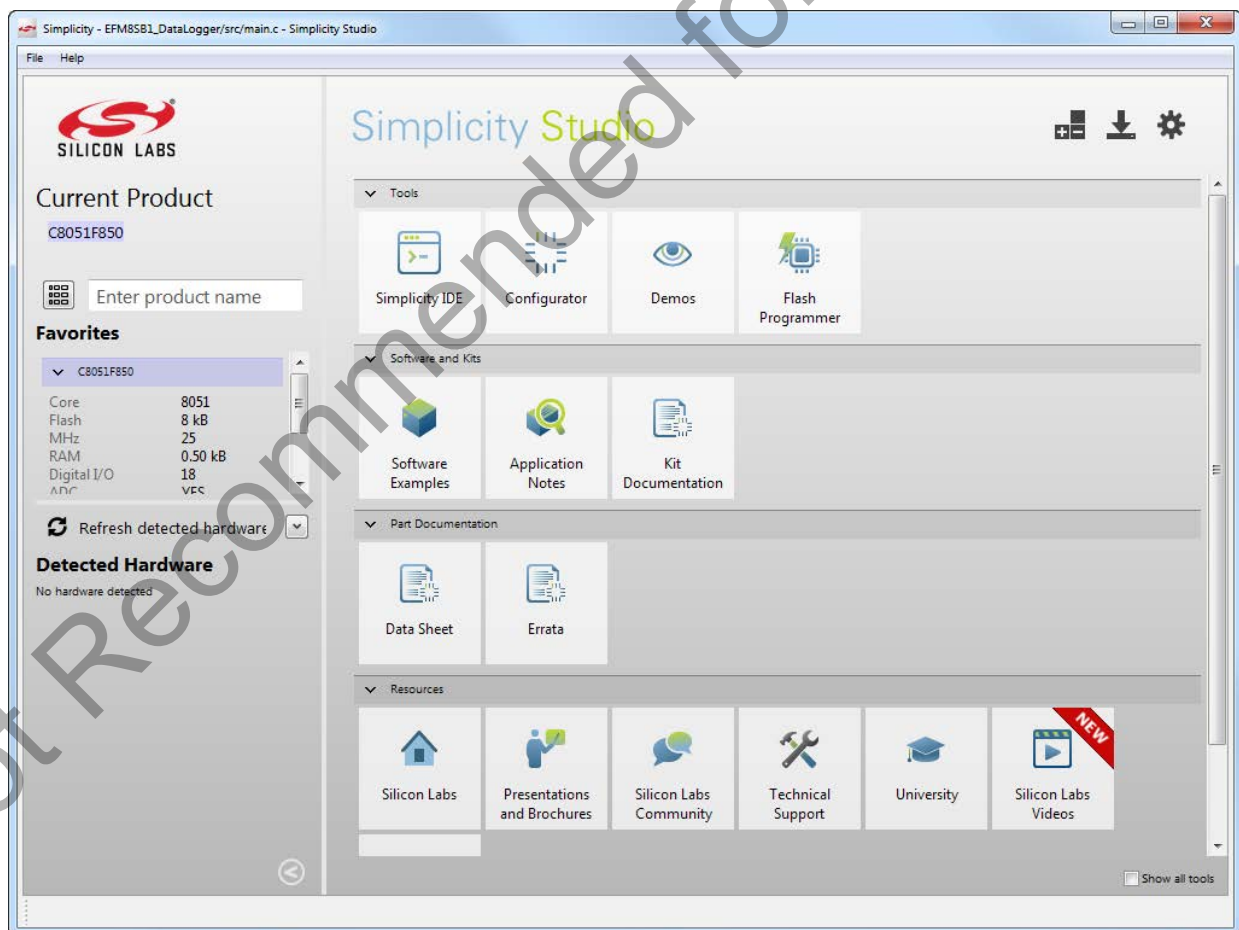 Simplicity - EFM8SB1_DataLogger/src/main.c - Simplicity Studio
File Help
SILICON LABS
Current Product
C8051F850
Enter product name
Favorites
C8051F850
Core 8051
Flash 8 kB
MHz 25
RAM 0.50 kB
Digital I/O 18
ADC YES
Refresh detected hardware
Detected Hardware
No hardware detected
Simplicity Studio
Tools
Simplicity IDE
Configurator
Demos
Flash
Programmer
Software and Kits
Software
Examples
Application
Notes
Kit
Documentation
Part Documentation
Data Sheet
Errata
Resources
Silicon Labs
Presentations
and Brochures
Silicon Labs
Community
Technical
Support
University
NEW
Silicon Labs
Videos
Show all tools
Recommended